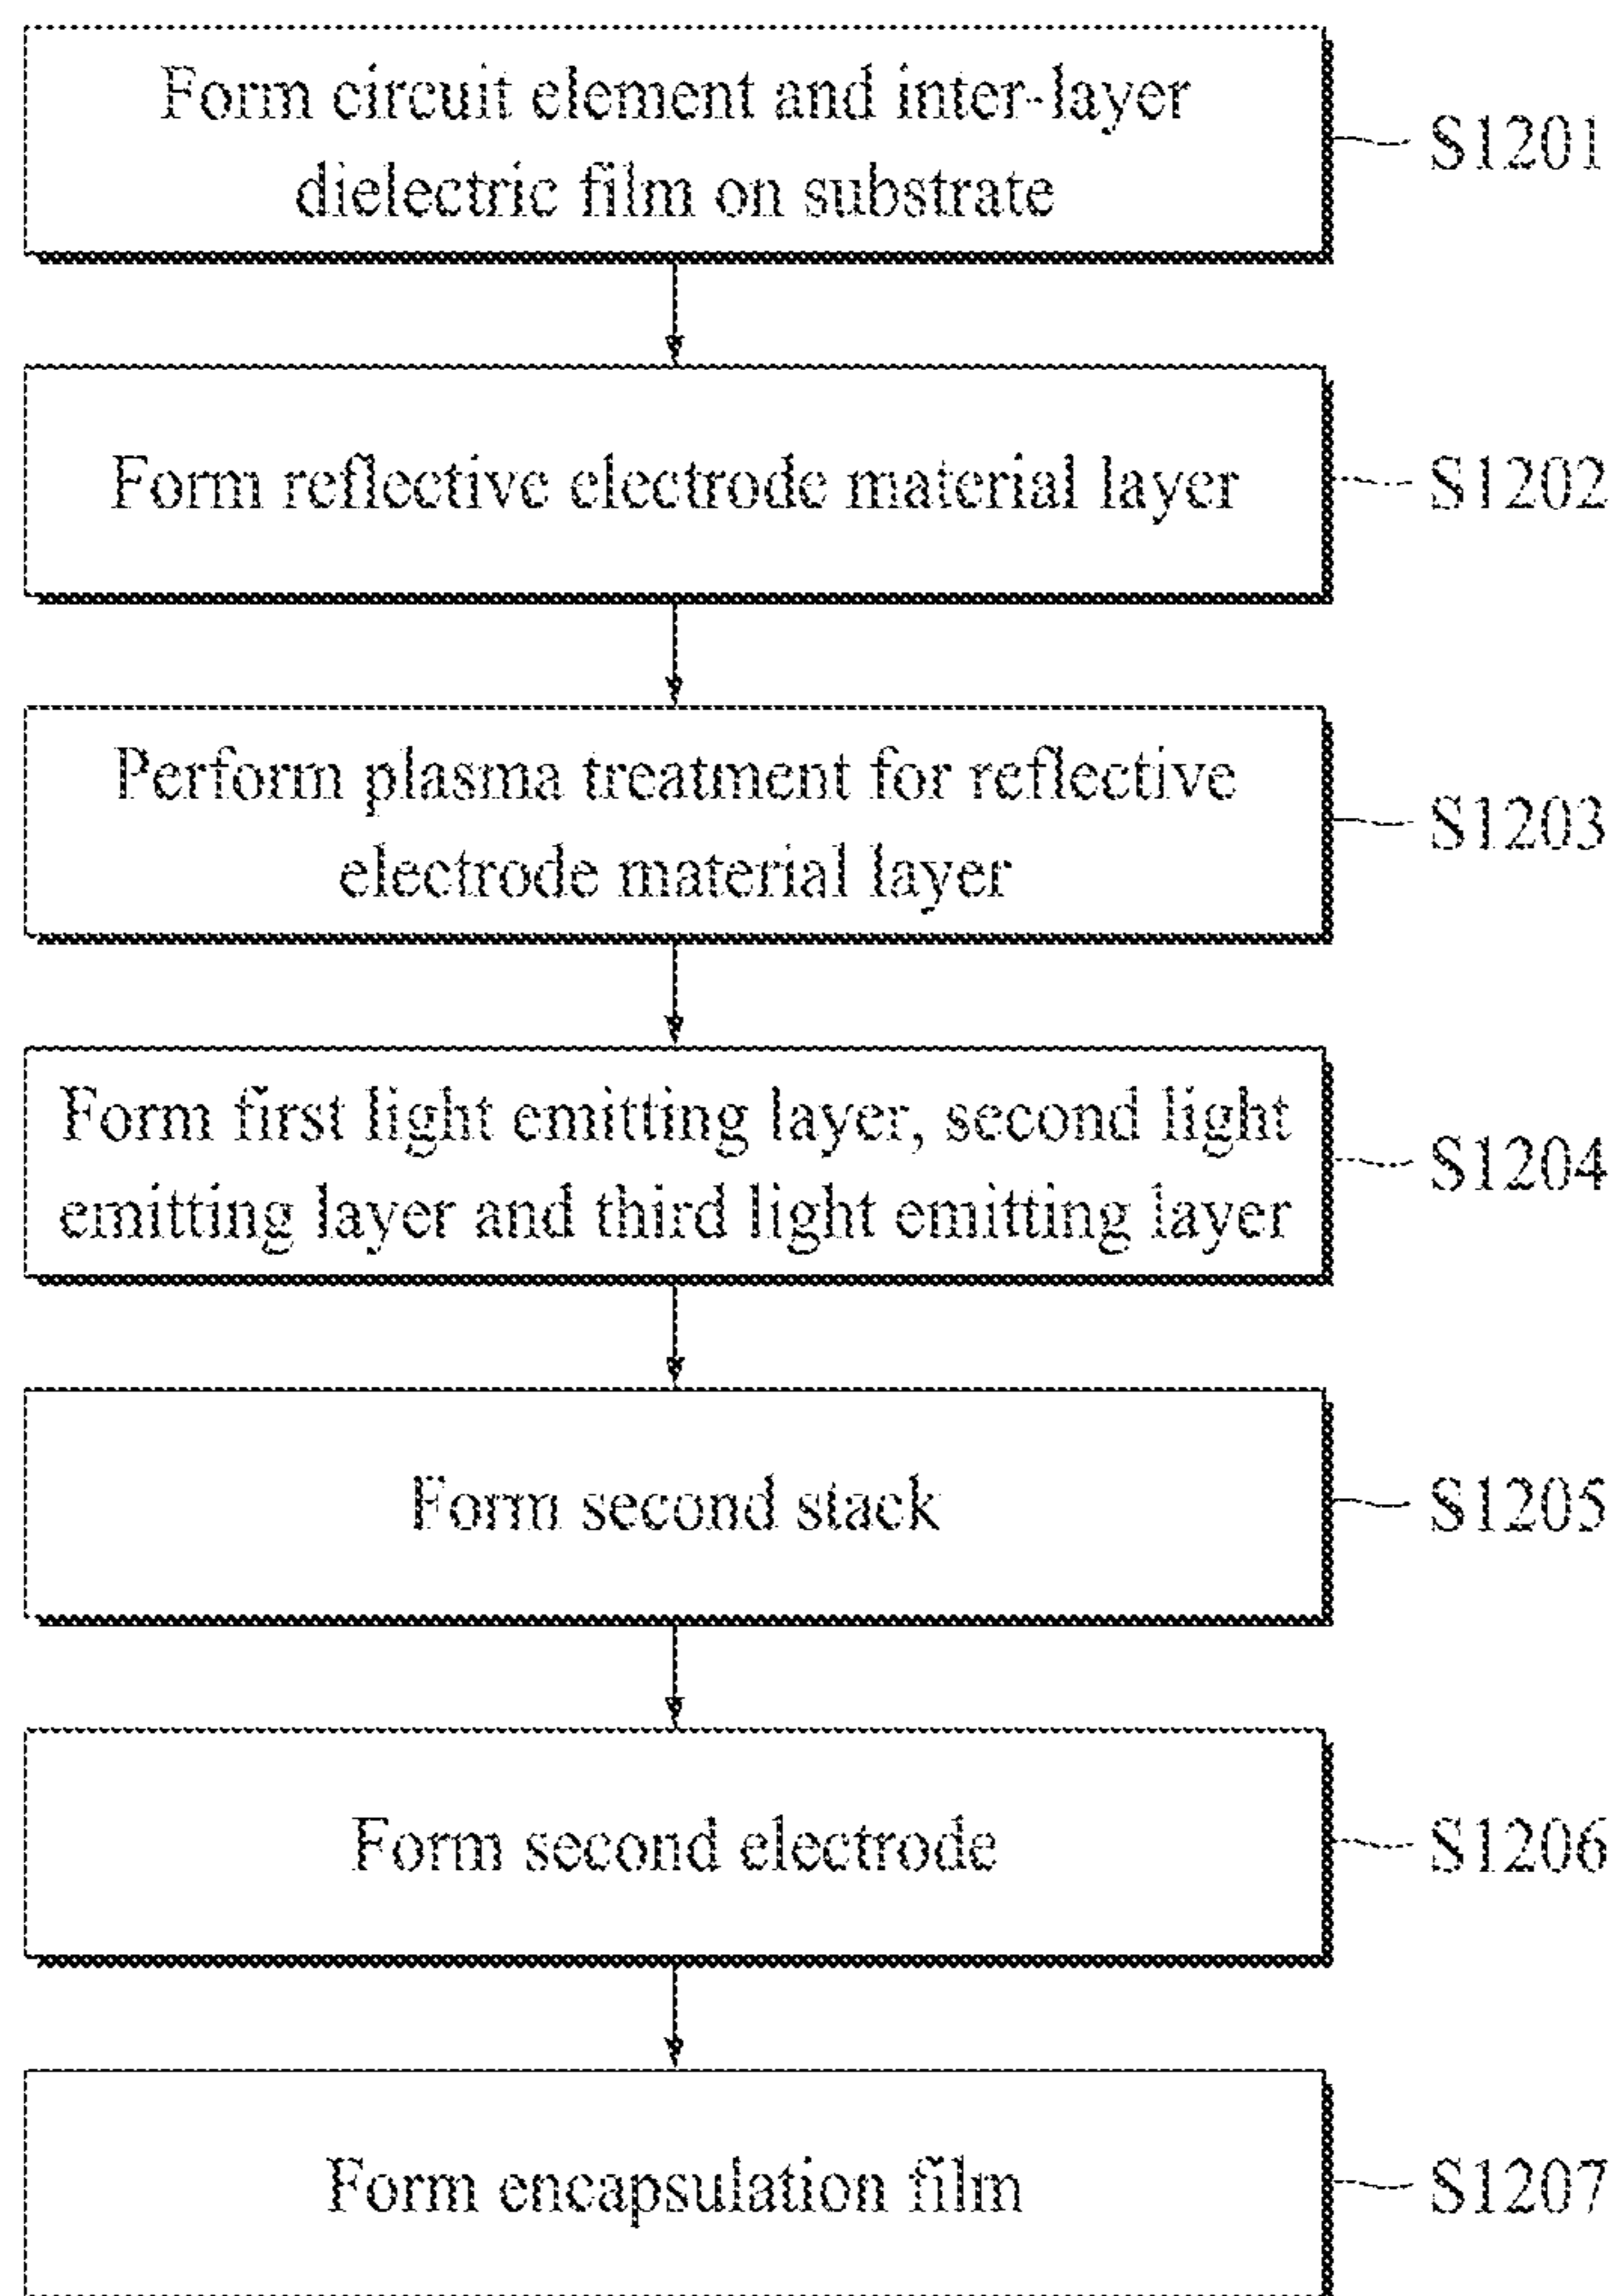 Form circuit element and inter-layer
dielectric film on substrate
S1201
Form reflective electrode material layer
S1202
Perform plasma treatment for reflective
electrode material layer
S1203
Form first light emitting layer, second light
emitting layer and third light emitting layer
S1204
Form second stack
S1205
Form second electrode
S1206
Form encapsulation film
S1207